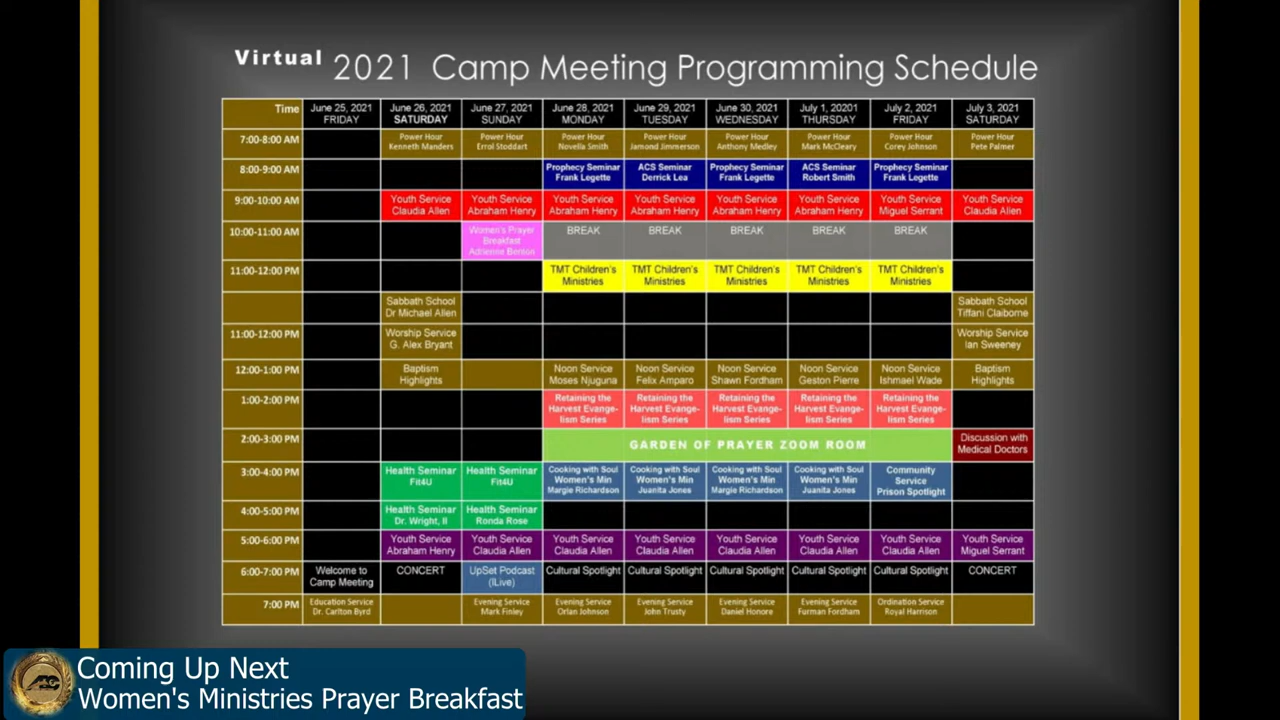 Virtual 2021 Camp Meeting Programming Schedule
Time June 25, 2021 June 26, 2021 June 27, 2021 June 28, 2021 June 29, 2021 June 30, 2021 July 1, 20201 July 2, 2021 July 3, 2021
FRIDAY SATURDAY SUNDAY MONDAY TUESDAY WEDNESDAY THURSDAY FRIDAY SATURDAY
7:00-8:00 AM Power Hour Power Hour Power Hour Power Hour Power Hour Power Hour Power Hour Power Hour
Kenneth Manders Errol Stoddart Novella Smith Jamond Jimmerson Anthony Medley Mark McCleary Corey Johnson Pete Palmer
8:00-9:00 AM Prophecy Seminar ACS Seminar Prophecy Seminar ACS Seminar Prophecy Seminar
Frank Legette Derrick Lea Frank Legette Robert Smith Frank Legette
9:00-10:00 AM Youth Service Youth Service Youth Service Youth Service Youth Service Youth Service Youth Service Youth Service
Claudia Allen Abraham Henry Abraham Henry Abraham Henry Abraham Henry Abraham Henry Miguel Serrant Claudia Allen
10:00-11:00 AM Women's Prayer BREAK BREAK BREAK BREAK BREAK
Breakfast
Adrienne Benton
11:00-12:00 PM TMT Children's TMT Children's TMT Children's TMT Children's TMT Children's
Ministries Ministries Ministries Ministries Ministries
Sabbath School Sabbath School
Dr Michael Allen Tiffani Claiborne
11:00-12:00 PM Worship Service Worship Service
G. Alex Bryant Ian Sweeney
12:00-1:00 PM Baptism Noon Service Noon Service Noon Service Noon Service Noon Service Baptism
Highlights Moses Njuguna Felix Amparo Shawn Fordham Geston Pierre Ishmael Wade Highlights
1:00-2:00 PM Retaining the Retaining the Retaining the Retaining the Retaining the
Harvest Evange- Harvest Evange- Harvest Evange- Harvest Evange- Harvest Evange-
lism Series lism Series lism Series lism Series lism Series
2:00-3:00 PM GARDEN OF PRAYER ZOOM ROOM Discussion with
Medical Doctors
3:00-4:00 PM Health Seminar Health Seminar Cooking with Soul Cooking with Soul Cooking with Soul Cooking with Soul Community
Fit4U Fit4U Women's Min Women's Min Women's Min Women's Min Service
Margie Richardson Juanita Jones Margie Richardson Juanita Jones Prison Spotlight
4:00-5:00 PM Health Seminar Health Seminar
Dr. Wright, II Ronda Rose
5:00-6:00 PM Youth Service Youth Service Youth Service Youth Service Youth Service Youth Service Youth Service Youth Service
Abraham Henry Claudia Allen Claudia Allen Claudia Allen Claudia Allen Claudia Allen Claudia Allen Miguel Serrant
6:00-7:00 PM Welcome to CONCERT UpSet Podcast Cultural Spotlight Cultural Spotlight Cultural Spotlight Cultural Spotlight Cultural Spotlight CONCERT
Camp Meeting (ILive)
7:00 PM Education Service Evening Service Evening Service Evening Service Evening Service Evening Service Ordination Service
Dr. Carlton Byrd Mark Finley Orlan Johnson John Trusty Daniel Honore Furman Fordham Royal Harrison
Coming Up Next
Women's Ministries Prayer Breakfast